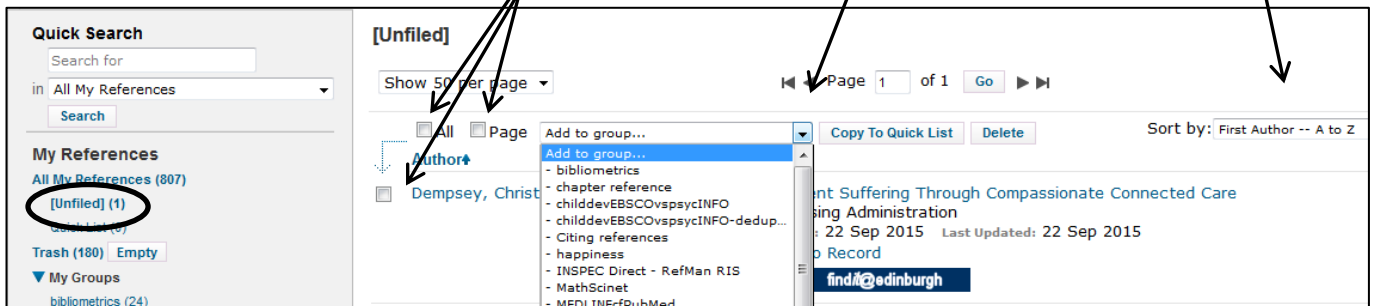 Quick Search
Search for
in All My References
Search
My References
All My References (807)
[Unfiled] (1)
Quick List (0)
Trash (180) Empty
My Groups
bibliometrics (24)
[Unfiled]
Show 50 per page
Page 1 of 1 Go
All Page Add to group... Copy To Quick List Delete Sort by: First Author -- A to Z
Author
Add to group...
- bibliometrics
- chapter reference
- childdevEBSCOvspsycINFO
- childdevEBSCOvspsycINFO-dedup...
- Citing references
- happiness
- INSPEC Direct - RefMan RIS
- MathScinet
- MEDLINEcfPubMed
Dempsey, Christ
ent Suffering Through Compassionate Connected Care
sing Administration
: 22 Sep 2015 Last Updated: 22 Sep 2015
o Record
find it@edinburgh